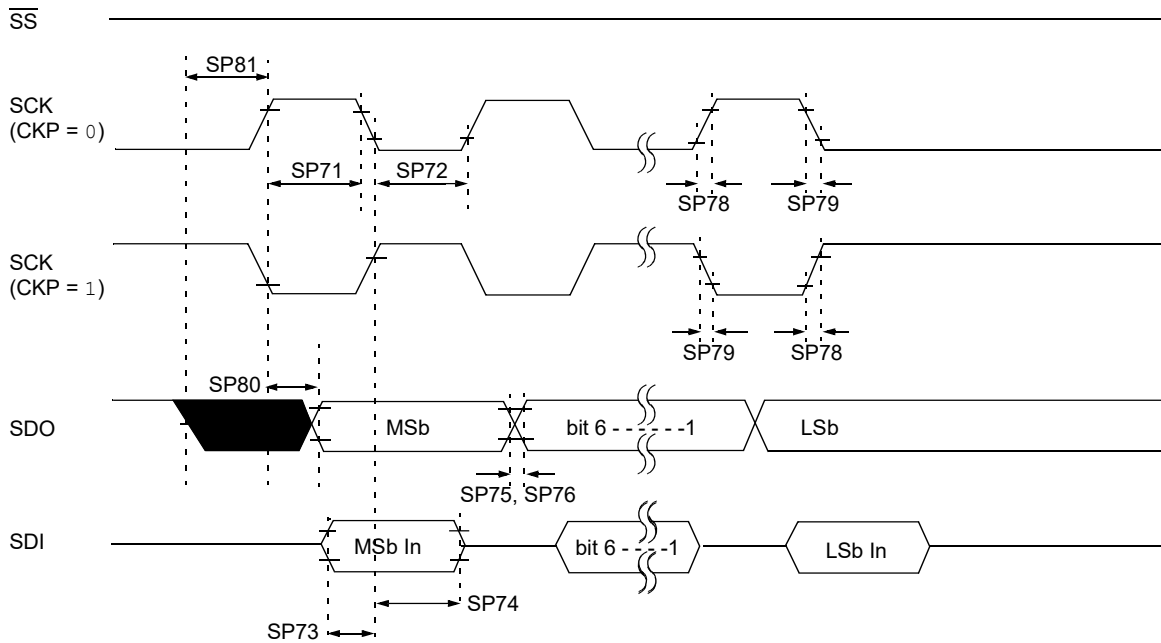 SS
SP81
SCK
(CKP = 0)
SP71
SP72
SP78
SP79
SCK
(CKP = 1)
SP79
SP78
SP80
SDO
MSb
bit 6 - - - - - -1
LSb
SP75, SP76
SDI
MSb In
bit 6 - - - - -1
LSb In
SP74
SP73